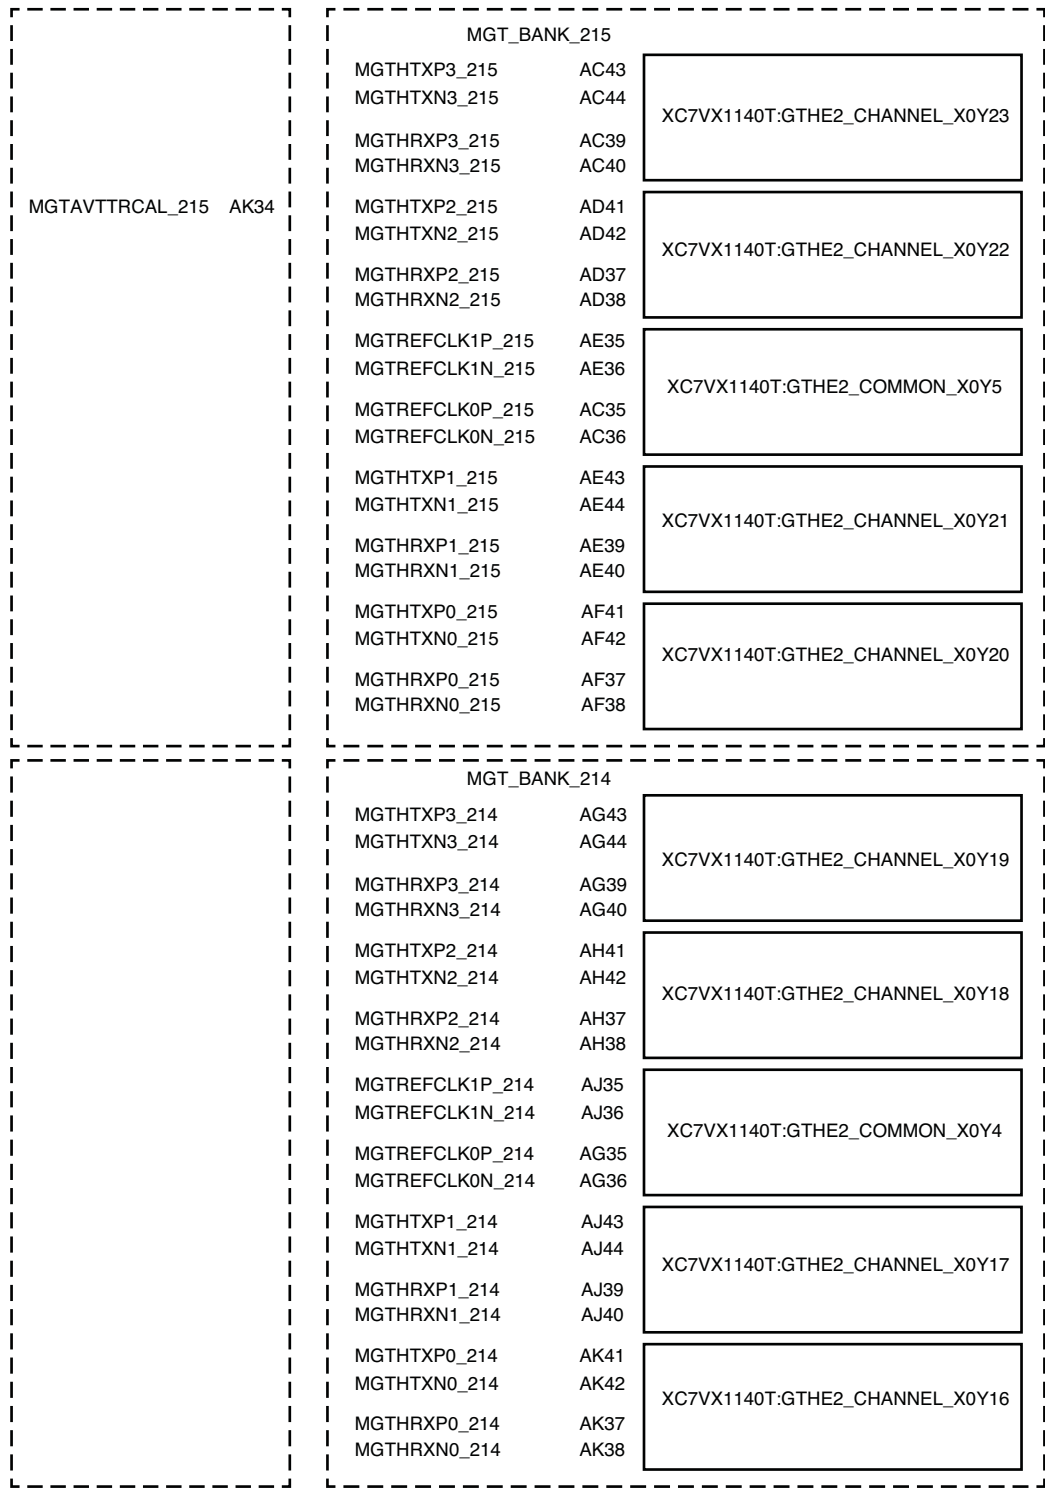 MGT_BANK_215
MGTHTXP3_215 AC43
MGTHTXN3_215 AC44
XC7VX1140T:GTHE2_CHANNEL_X0Y23
MGTHRXP3_215 AC39
MGTHRXN3_215 AC40
MGTAVTTRCAL_215 AK34
MGTHTXP2_215 AD41
MGTHTXN2_215 AD42
XC7VX1140T:GTHE2_CHANNEL_X0Y22
MGTHRXP2_215 AD37
MGTHRXN2_215 AD38
MGTREFCLK1P_215 AE35
MGTREFCLK1N_215 AE36
XC7VX1140T:GTHE2_COMMON_X0Y5
MGTREFCLK0P_215 AC35
MGTREFCLK0N_215 AC36
MGTHTXP1_215 AE43
MGTHTXN1_215 AE44
XC7VX1140T:GTHE2_CHANNEL_X0Y21
MGTHRXP1_215 AE39
MGTHRXN1_215 AE40
MGTHTXP0_215 AF41
MGTHTXN0_215 AF42
XC7VX1140T:GTHE2_CHANNEL_X0Y20
MGTHRXP0_215 AF37
MGTHRXN0_215 AF38
MGT_BANK_214
MGTHTXP3_214 AG43
MGTHTXN3_214 AG44
XC7VX1140T:GTHE2_CHANNEL_X0Y19
MGTHRXP3_214 AG39
MGTHRXN3_214 AG40
MGTHTXP2_214 AH41
MGTHTXN2_214 AH42
XC7VX1140T:GTHE2_CHANNEL_X0Y18
MGTHRXP2_214 AH37
MGTHRXN2_214 AH38
MGTREFCLK1P_214 AJ35
MGTREFCLK1N_214 AJ36
XC7VX1140T:GTHE2_COMMON_X0Y4
MGTREFCLK0P_214 AG35
MGTREFCLK0N_214 AG36
MGTHTXP1_214 AJ43
MGTHTXN1_214 AJ44
XC7VX1140T:GTHE2_CHANNEL_X0Y17
MGTHRXP1_214 AJ39
MGTHRXN1_214 AJ40
MGTHTXP0_214 AK41
MGTHTXN0_214 AK42
XC7VX1140T:GTHE2_CHANNEL_X0Y16
MGTHRXP0_214 AK37
MGTHRXN0_214 AK38